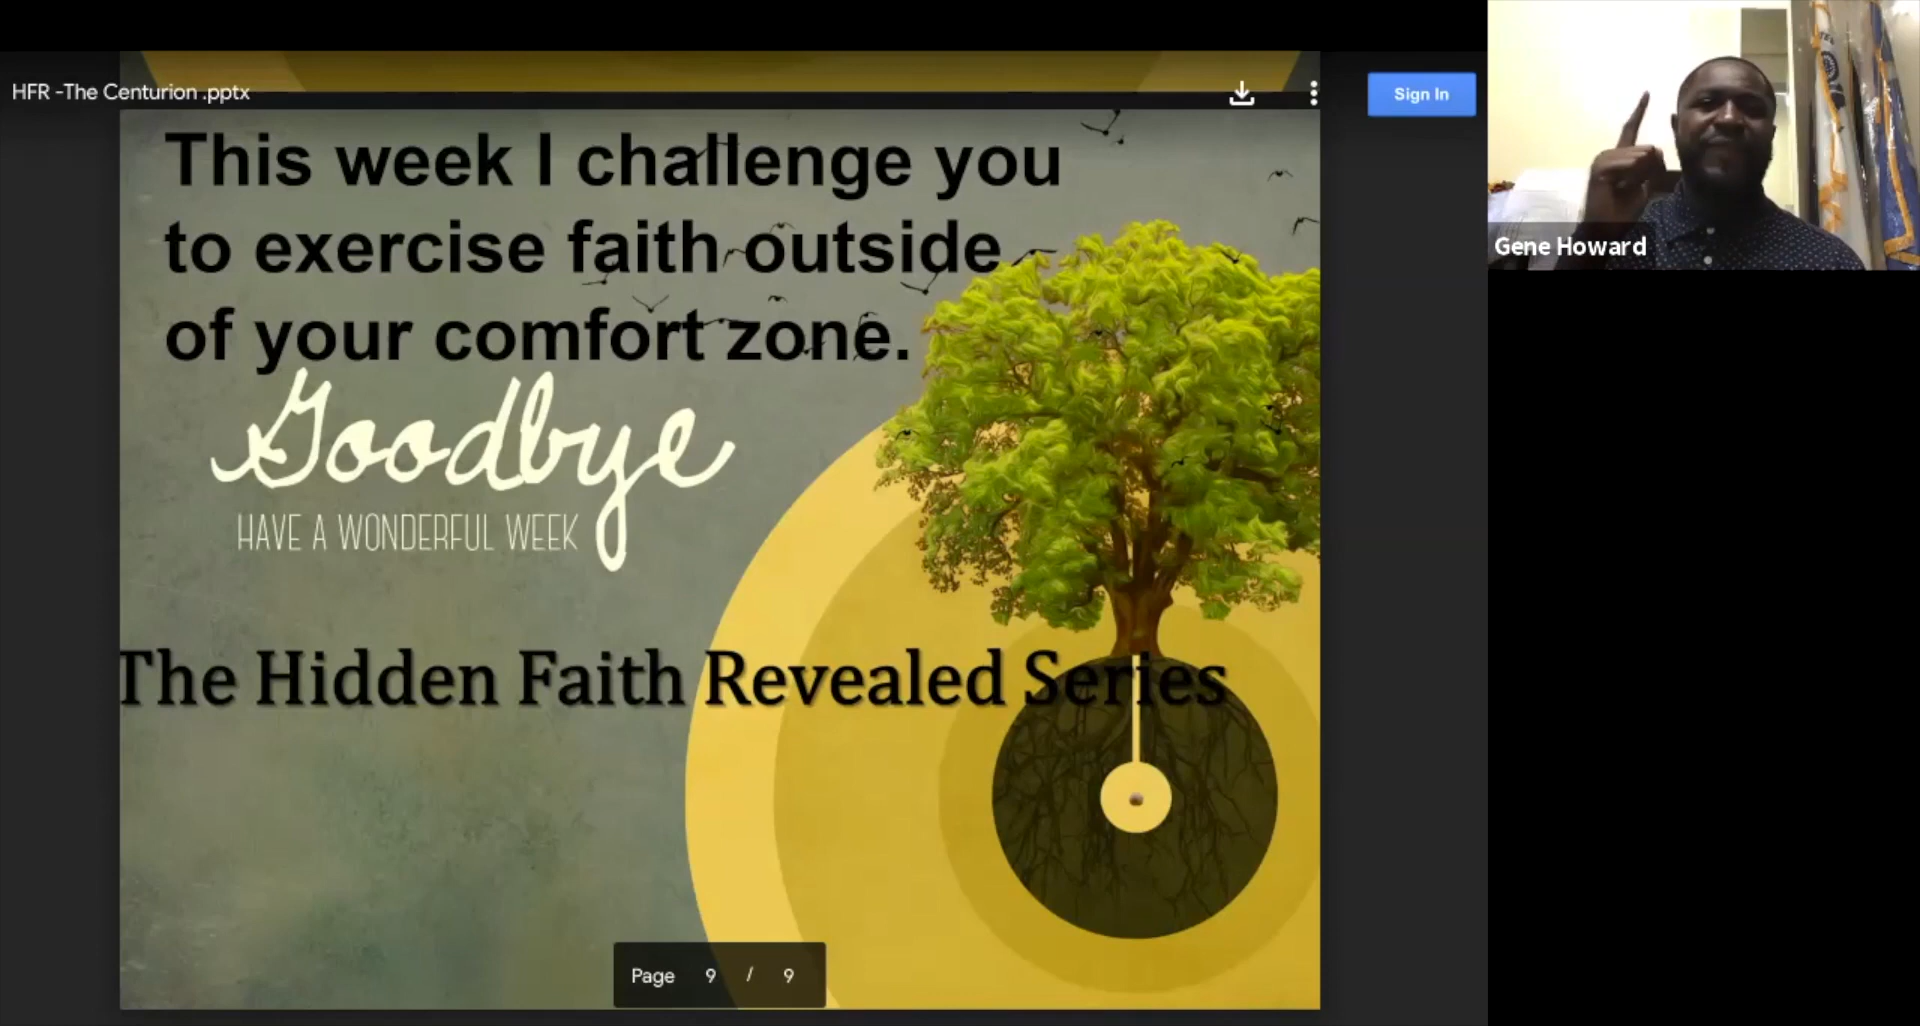 HFR -The Centurion .pptx
Sign In
This week I challenge you
to exercise faith outside
of your comfort zone.
Goodbye
HAVE A WONDERFUL WEEK
The Hidden Faith Revealed Series
Page 9 / 9
Gene Howard